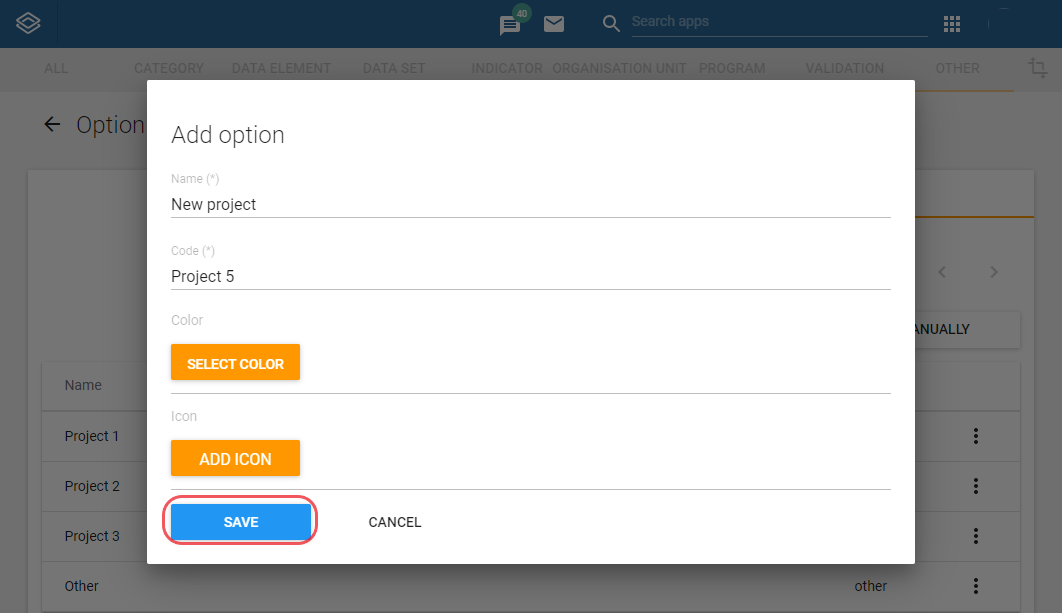 40
Search apps
ALL CATEGORY DATA ELEMENT DATA SET INDICATOR ORGANISATION UNIT PROGRAM VALIDATION OTHER
Option
Add option
Name (*)
New project
Code (*)
Project 5
Color
ANUALLY
SELECT COLOR
Name
Icon
Project 1
ADD ICON
Project 2
SAVE CANCEL
Project 3
Other other